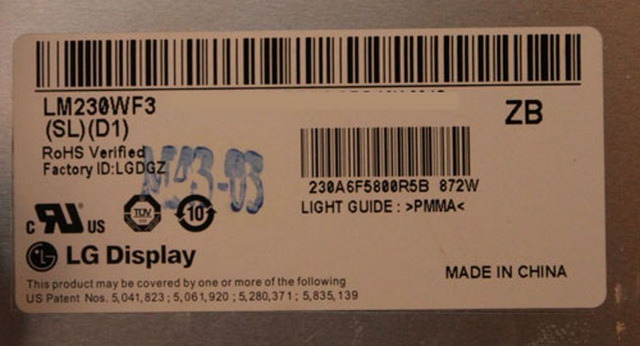 LM230WF3
ZB
(SL)(D1)
RoHS Verified
Factory ID:LGDGZ
230A6F5800R5B 872W
LIGHT GUIDE : >PMMA<
c RU US TUV 10
LG Display
MADE IN CHINA
This product may be covered by one or more of the following
US Patent Nos. 5,041,823 ; 5,061,920 ; 5,280,371 ; 5,835,139